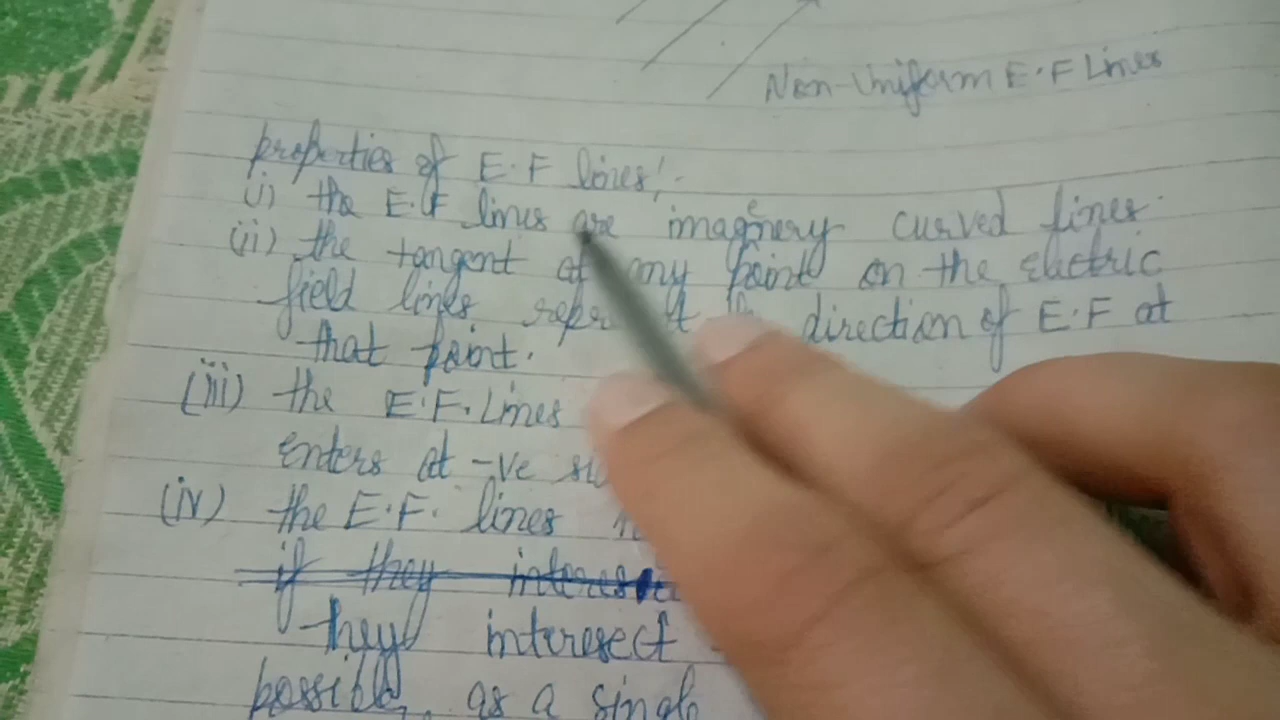 Non-Uniform E.F Lines
properties of E.F lines:-
(i) the E.F lines are imaginery curved lines.
(ii) the tangent at any point on the electric
field lines the direction of E.F at
that point.
(iii) the E.F. Lines
enters at -ve
(iv) the E.F. lines
if they
they interesect
possible, as a single